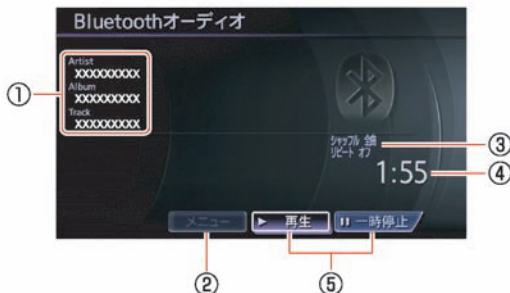 Bluetoothオーディオ
Artist
XXXXXXXXX
Album
XXXXXXXXX
Track
XXXXXXXXX
①
シャッフル 全曲
リピート オフ
③
1:55
④
メニュー
▶ 再生
II 一時停止
②
⑤